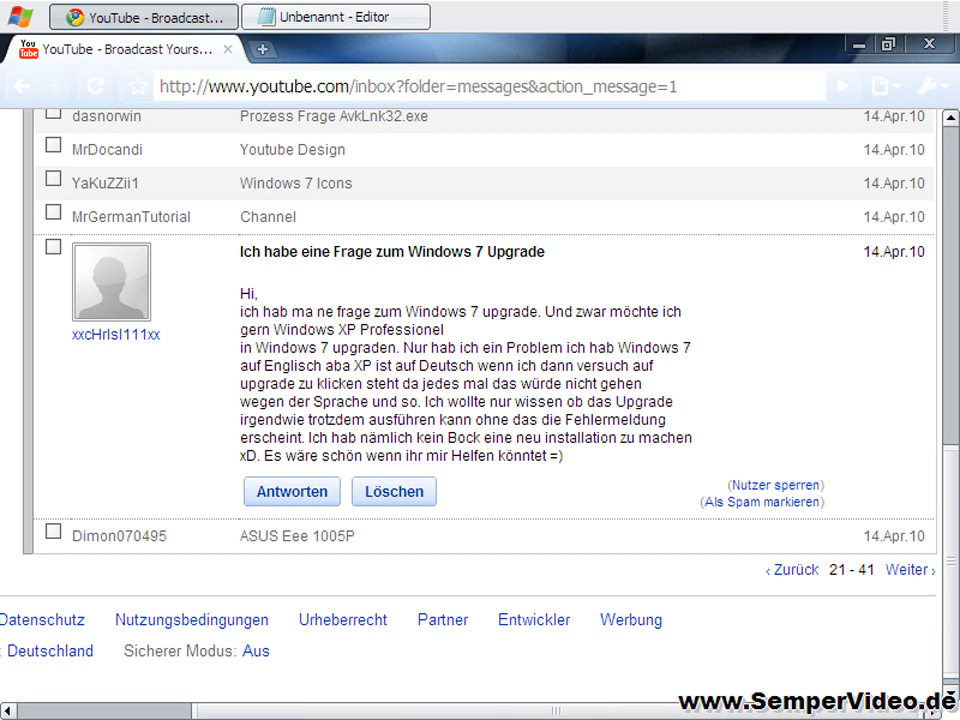 YouTube - Broadcast...
Unbenannt - Editor
You Tube YouTube - Broadcast Yours...
http://www.youtube.com/inbox?folder=messages&action_message=1
dasnorwin Prozess Frage AvkLnk32.exe 14.Apr.10
MrDocandi Youtube Design 14.Apr.10
YaKuZZii1 Windows 7 Icons 14.Apr.10
MrGermanTutorial Channel 14.Apr.10
Ich habe eine Frage zum Windows 7 Upgrade 14.Apr.10
xxcHrIsI111xx
Hi,
ich hab ma ne frage zum Windows 7 upgrade. Und zwar möchte ich
gern Windows XP Professionel
in Windows 7 upgraden. Nur hab ich ein Problem ich hab Windows 7
auf Englisch aba XP ist auf Deutsch wenn ich dann versuch auf
upgrade zu klicken steht da jedes mal das würde nicht gehen
wegen der Sprache und so. Ich wollte nur wissen ob das Upgrade
irgendwie trotzdem ausführen kann ohne das die Fehlermeldung
erscheint. Ich hab nämlich kein Bock eine neu installation zu machen
xD. Es wäre schön wenn ihr mir Helfen könntet =)
Antworten Löschen
(Nutzer sperren)
(Als Spam markieren)
Dimon070495 ASUS Eee 1005P 14.Apr.10
‹ Zurück 21 - 41 Weiter ›
Datenschutz Nutzungsbedingungen Urheberrecht Partner Entwickler Werbung
: Deutschland Sicherer Modus: Aus
www.SemperVideo.de